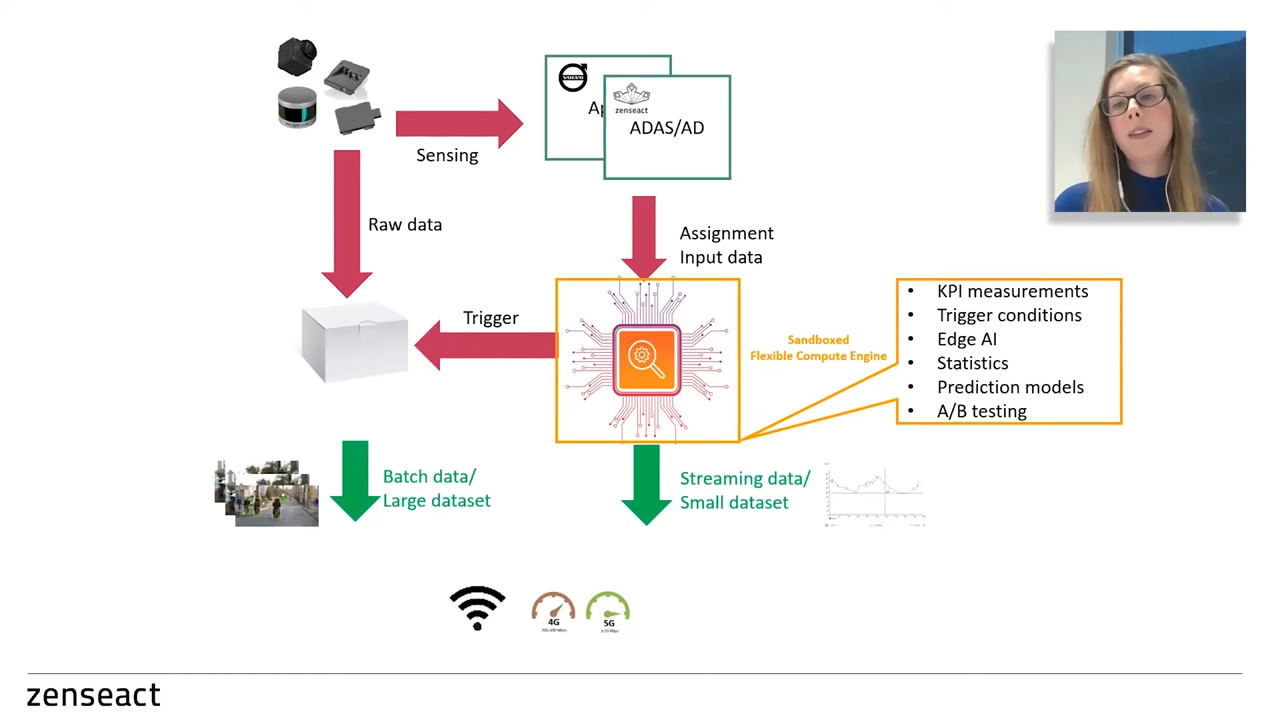 VOLVO
Ap
zenseact
ADAS/AD
Sensing
Raw data
Assignment
Input data
Trigger
Sandboxed
Flexible Compute Engine
• KPI measurements
• Trigger conditions
• Edge AI
• Statistics
• Prediction models
• A/B testing
Batch data/
Large dataset
Streaming data/
Small dataset
4G
5G
zenseact